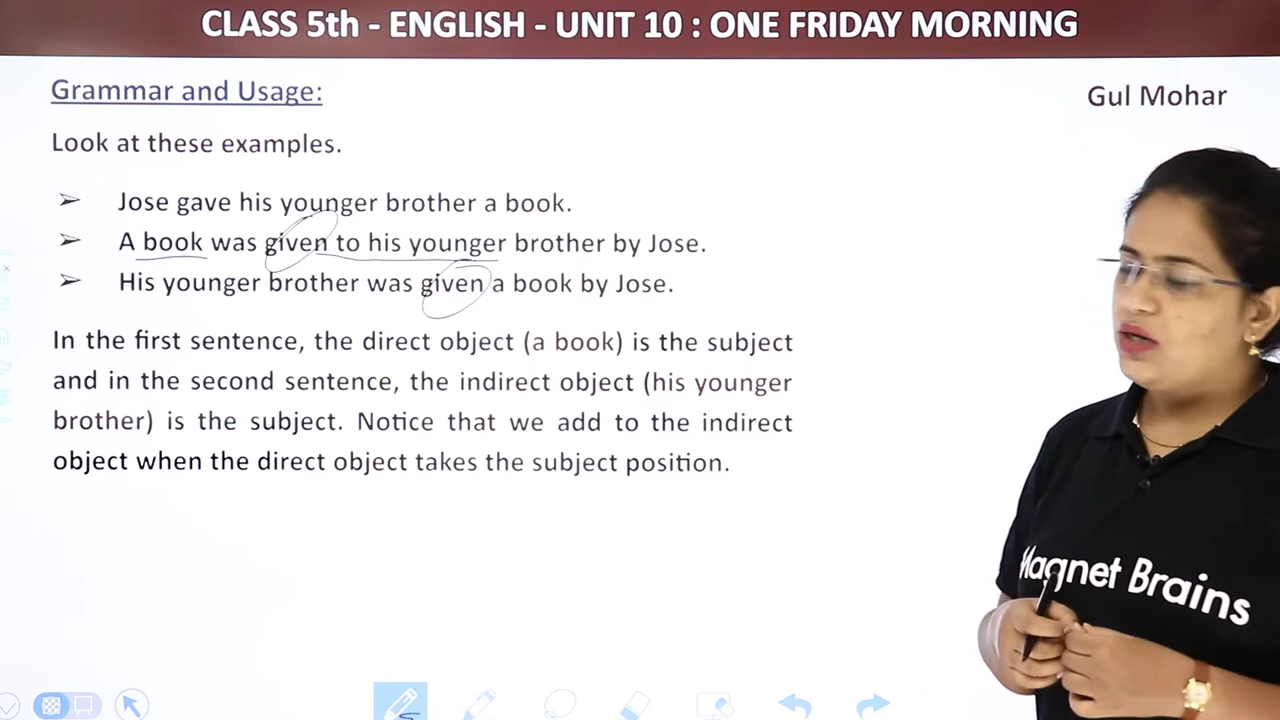 CLASS 5th - ENGLISH - UNIT 10 : ONE FRIDAY MORNING
Grammar and Usage:
Gul Mohar
Look at these examples.
➢ Jose gave his younger brother a book.
➢ A book was given to his younger brother by Jose.
➢ His younger brother was given a book by Jose.
In the first sentence, the direct object (a book) is the subject
and in the second sentence, the indirect object (his younger
brother) is the subject. Notice that we add to the indirect
object when the direct object takes the subject position.
Magnet Brains